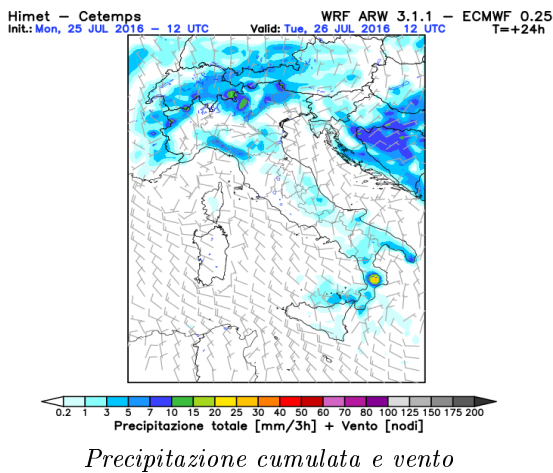 Himet – Cetemps WRF ARW 3.1.1 – ECMWF 0.25
Init.: Mon, 25 JUL 2016 – 12 UTC Valid: Tue, 26 JUL 2016 12 UTC T=+24h
0.2 1 3 5 7 10 15 20 25 30 40 50 60 70 80 100 125 150 175 200
Precipitazione totale [mm/3h] + Vento [nodi]
Precipitazione cumulata e vento